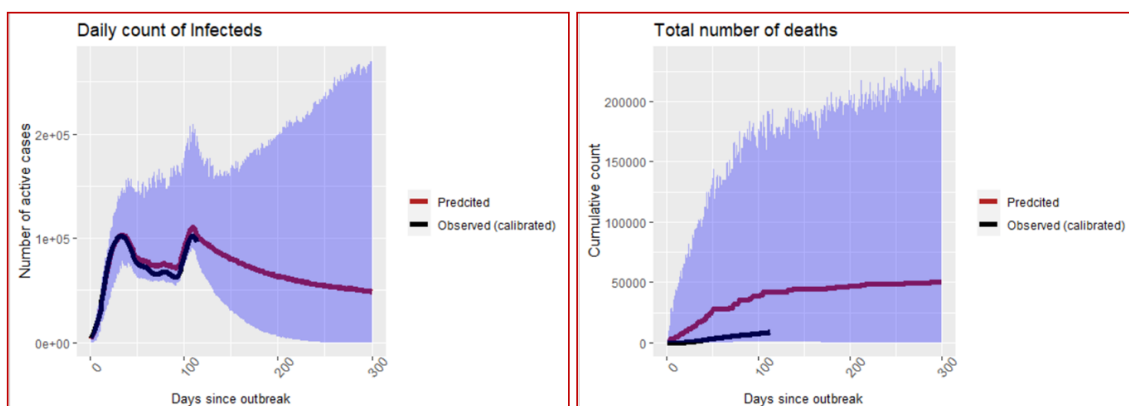 Daily count of Infecteds
Number of active cases
2e+05
1e+05
0e+00
0
100
200
300
Days since outbreak
Predcited
Observed (calibrated)
Total number of deaths
Cumulative count
200000
150000
100000
50000
0
0
100
200
300
Days since outbreak
Predcited
Observed (calibrated)